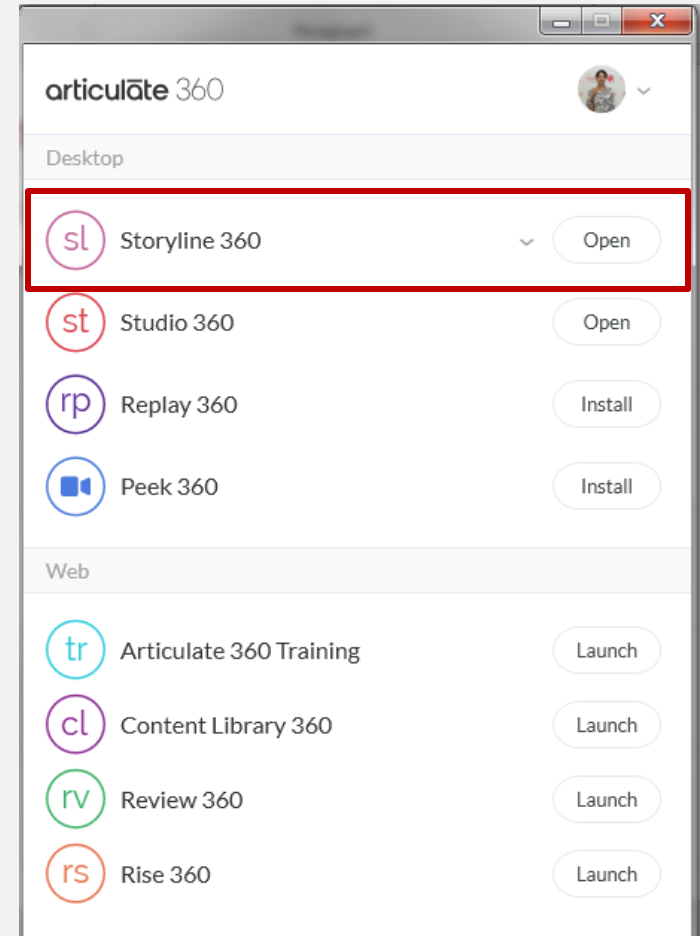 articulāte 360
Desktop
sl Storyline 360 Open
st Studio 360 Open
rp Replay 360 Install
Peek 360 Install
Web
tr Articulate 360 Training Launch
cl Content Library 360 Launch
rv Review 360 Launch
rs Rise 360 Launch